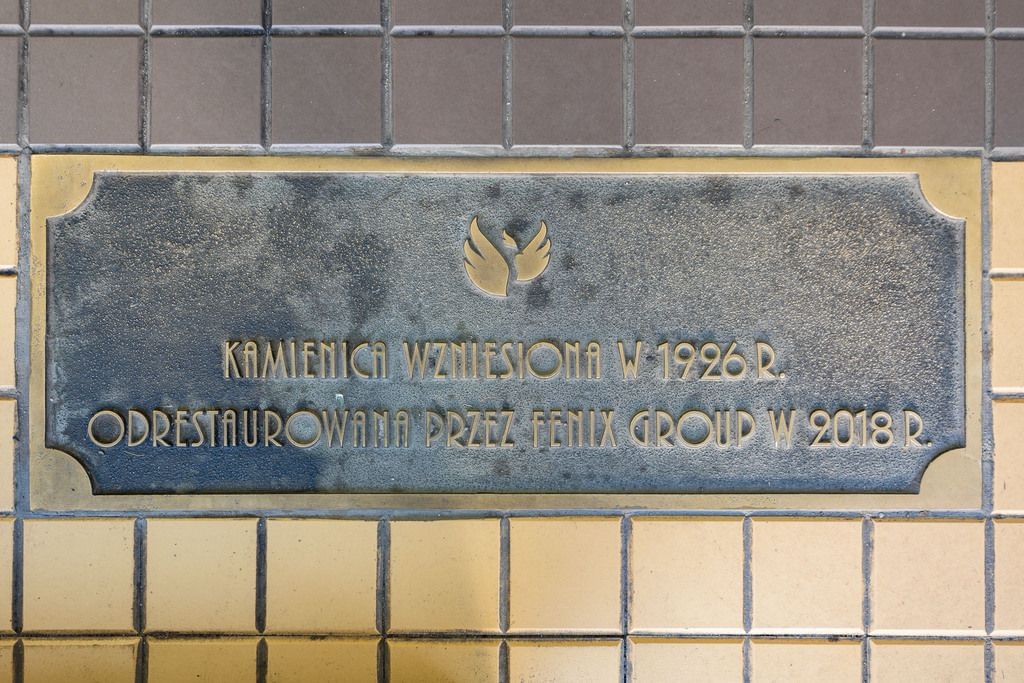 KAMIENICA WZNIESIONA W 1926 R.
ODRESTAUROWANA PRZEZ FENIX GROUP W 2018 R.